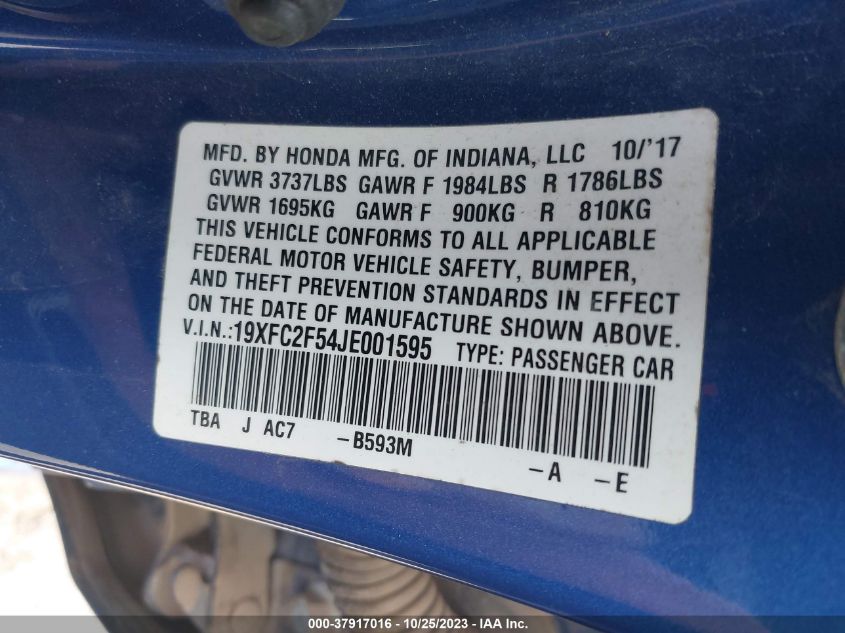 MFD. BY HONDA MFG. OF INDIANA, LLC 10/'17
GVWR 3737LBS GAWR F 1984LBS R 1786LBS
GVWR 1695KG GAWR F 900KG R 810KG
THIS VEHICLE CONFORMS TO ALL APPLICABLE
FEDERAL MOTOR VEHICLE SAFETY, BUMPER,
AND THEFT PREVENTION STANDARDS IN EFFECT
ON THE DATE OF MANUFACTURE SHOWN ABOVE.
V.I.N.:19XFC2F54JE001595 TYPE: PASSENGER CAR
TBA J AC7 -B593M -A -E
000-37917016 - 10/25/2023 - IAA Inc.